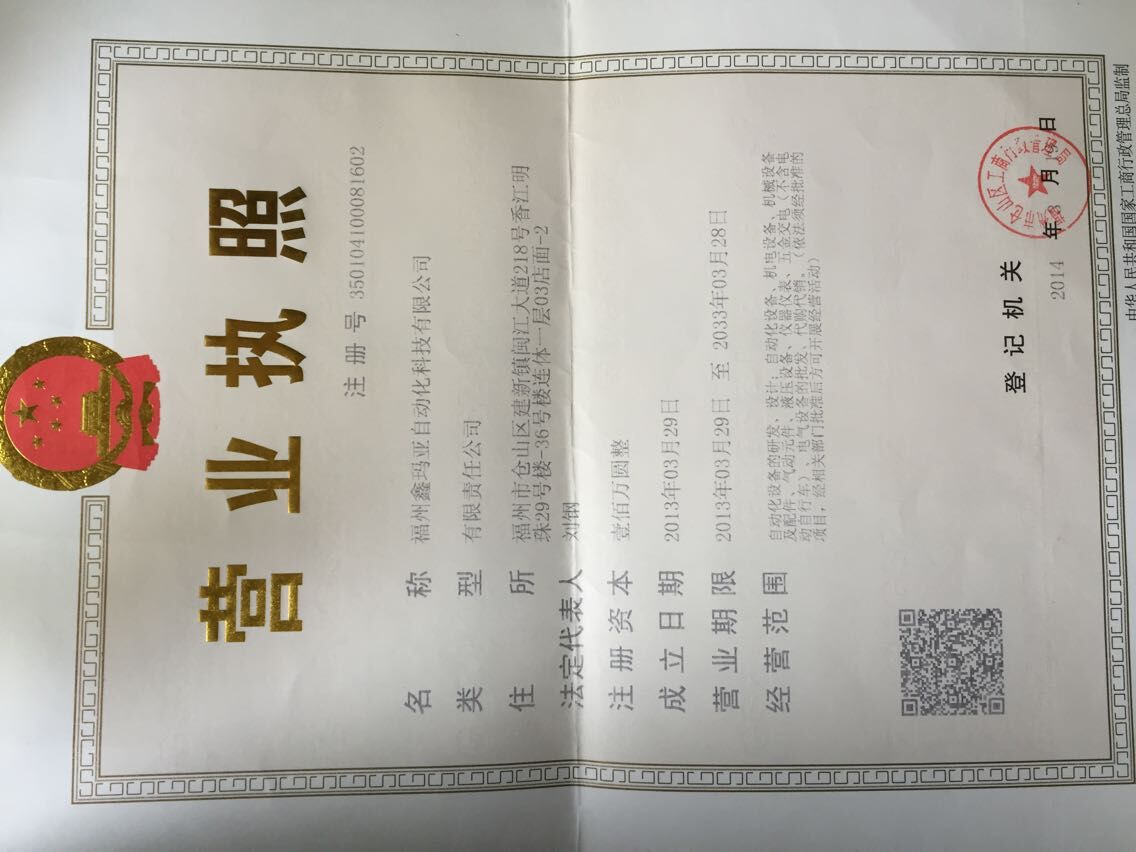 营业执照
注册号 350104100081602
名称 福州鑫玛亚自动化科技有限公司
类型 有限责任公司
住所 福州市仓山区建新镇闽江大道218号香江明
珠29号楼-36号楼连体一层03店面-2
法定代表人 刘钢
注册资本 壹佰万圆整
成立日期 2013年03月29日
营业期限 2013年03月29日 至 2033年03月28日
经营范围 自动化设备的研发、设计，自动化设备、机电设备、机械设备
及配件、气动元件、液压设备、仪器仪表、五金交电（不含电
动自行车）、电气设备的批发、代购代销。（依法须经批准的
项目，经相关部门批准后方可开展经营活动）
登记机关
2014 年 月 日
中华人民共和国国家工商行政管理总局监制